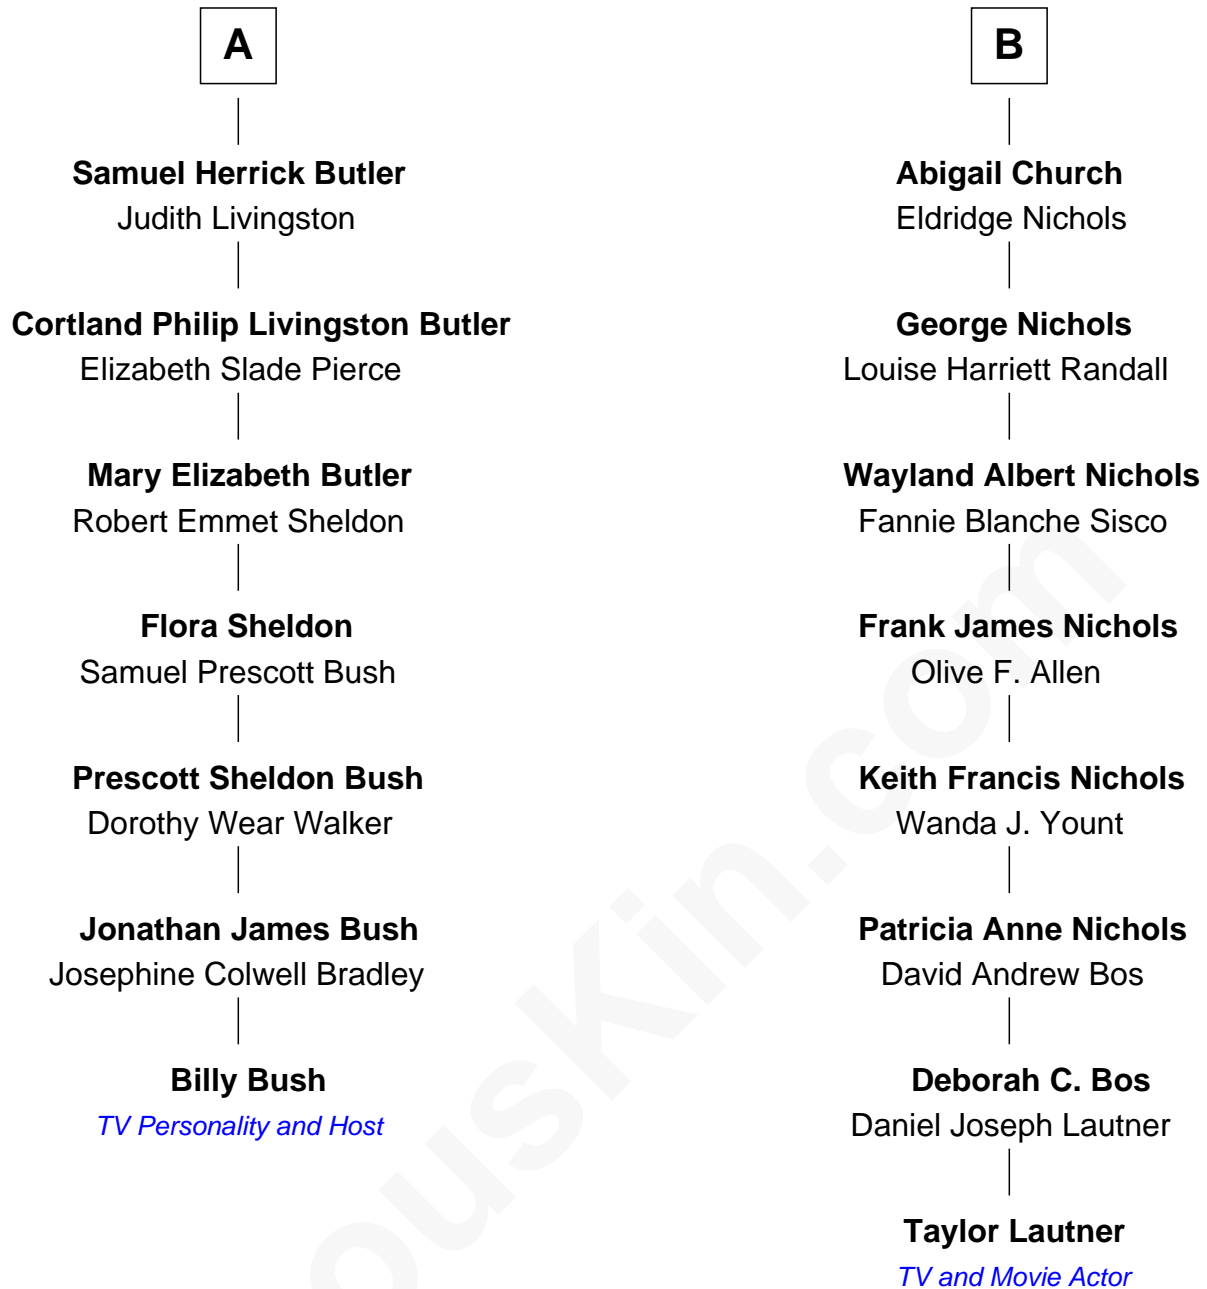 A
Samuel Herrick Butler
Judith Livingston
Cortland Philip Livingston Butler
Elizabeth Slade Pierce
Mary Elizabeth Butler
Robert Emmet Sheldon
Flora Sheldon
Samuel Prescott Bush
Prescott Sheldon Bush
Dorothy Wear Walker
Jonathan James Bush
Josephine Colwell Bradley
Billy Bush
TV Personality and Host
B
Abigail Church
Eldridge Nichols
George Nichols
Louise Harriett Randall
Wayland Albert Nichols
Fannie Blanche Sisco
Frank James Nichols
Olive F. Allen
Keith Francis Nichols
Wanda J. Yount
Patricia Anne Nichols
David Andrew Bos
Deborah C. Bos
Daniel Joseph Lautner
Taylor Lautner
TV and Movie Actor
ousKin.com